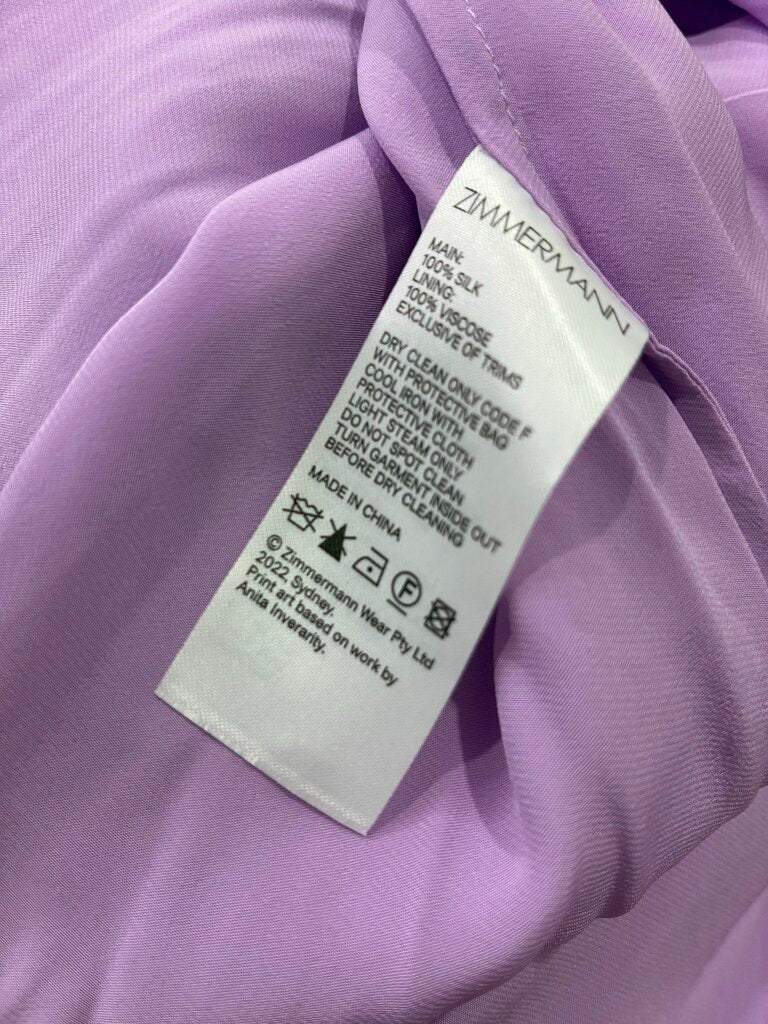 ZIMMERMANN
MAIN:
100% SILK
LINING:
100% VISCOSE
EXCLUSIVE OF TRIMS
DRY CLEAN ONLY CODE F
WITH PROTECTIVE BAG
COOL IRON WITH
PROTECTIVE CLOTH
LIGHT STEAM ONLY
DO NOT SPOT CLEAN
TURN GARMENT INSIDE OUT
BEFORE DRY CLEANING
MADE IN CHINA
F
© Zimmermann Wear Pty Ltd
2022, Sydney.
Print art based on work by
Anita Inverarity.